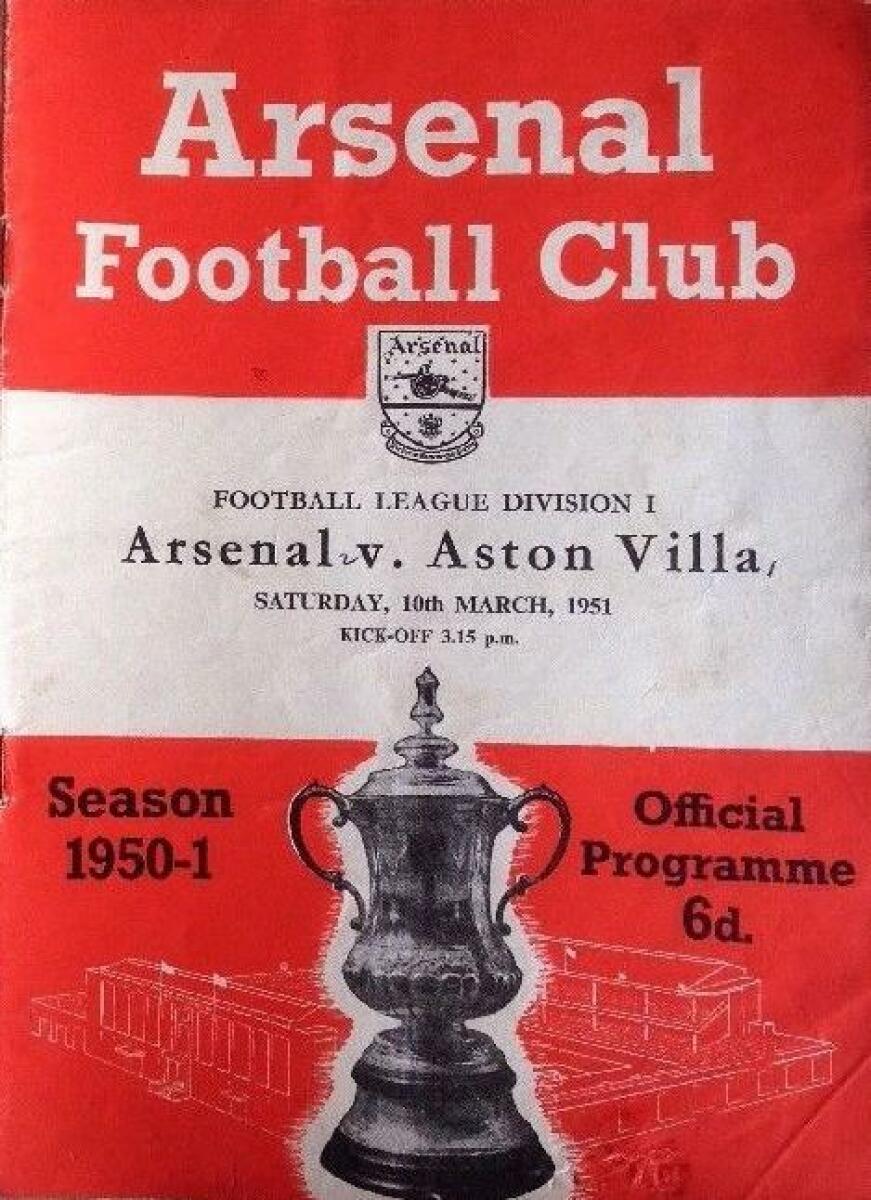 Arsenal
Football Club
Arsenal
FOOTBALL LEAGUE DIVISION I
Arsenal v. Aston Villa
SATURDAY, 10th MARCH, 1951
KICK-OFF 3.15 p.m.
Season
1950-1
Official
Programme
6d.